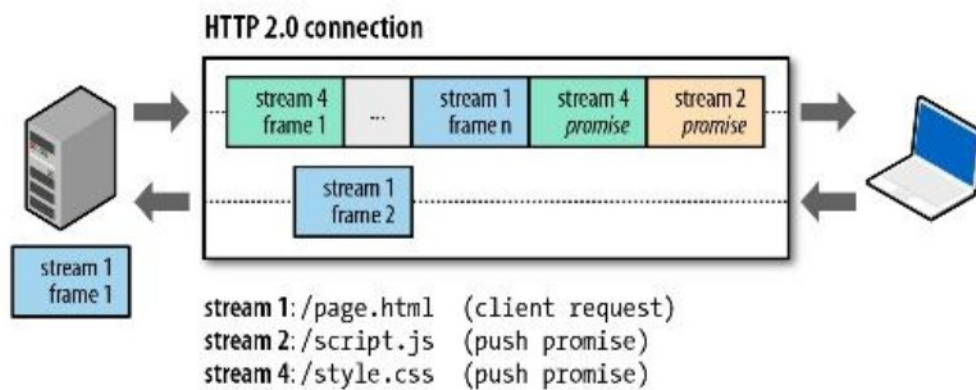 HTTP 2.0 connection
stream 4
frame 1
...
stream 1
frame n
stream 4
promise
stream 2
promise
stream 1
frame 2
stream 1
frame 1
stream 1: /page.html (client request)
stream 2: /script.js (push promise)
stream 4: /style.css (push promise)